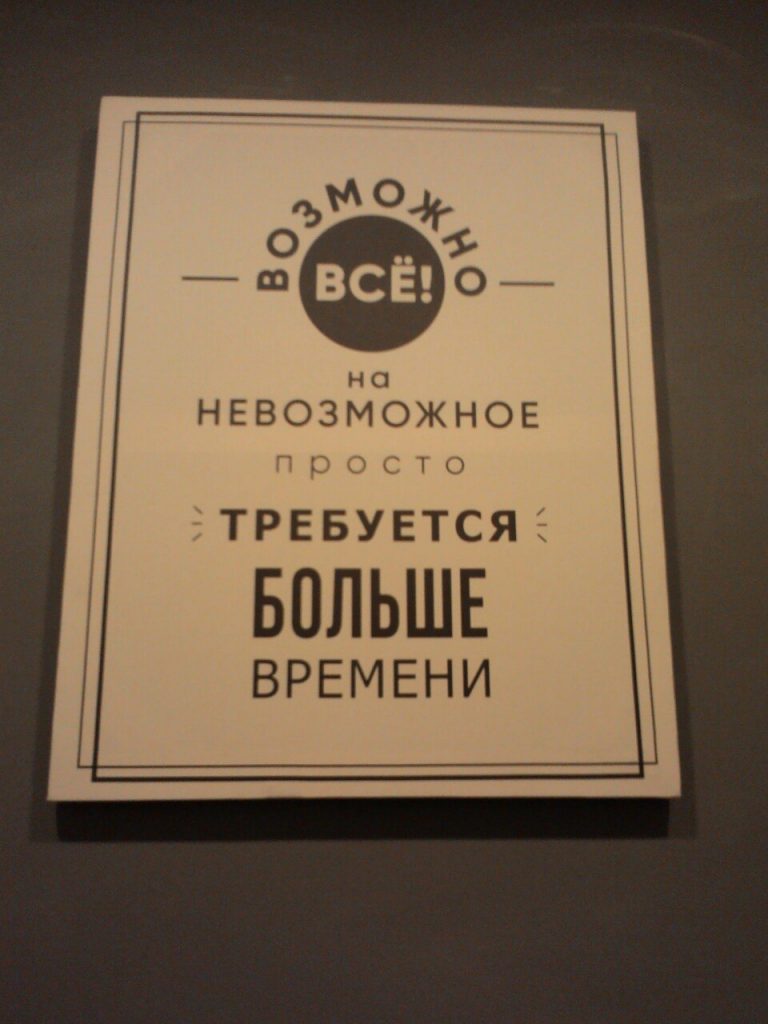 ВОЗМОЖНО
ВСЁ!
на
НЕВОЗМОЖНОЕ
просто
ТРЕБУЕТСЯ
БОЛЬШЕ
ВРЕМЕНИ